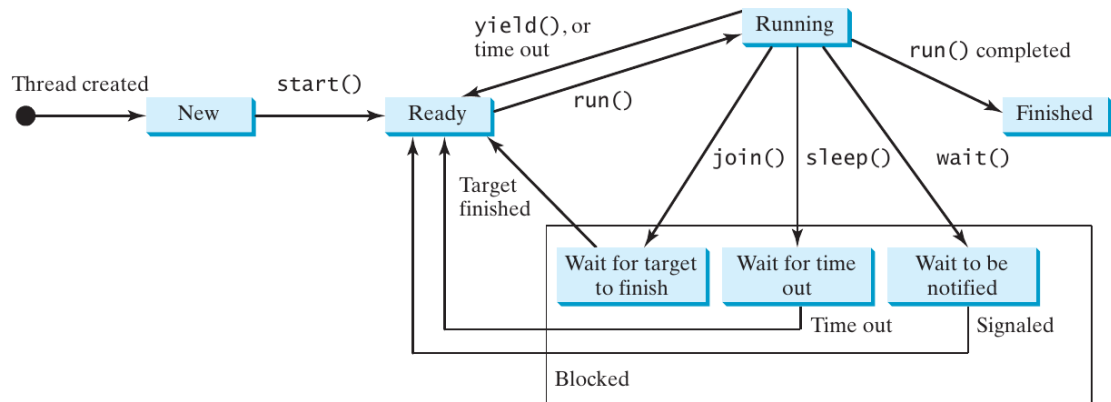 yield(), or
time out
Running
run() completed
Thread created
start()
run()
New
Ready
Finished
join()
sleep()
wait()
Target
finished
Wait for target
to finish
Wait for time
out
Wait to be
notified
Time out
Signaled
Blocked